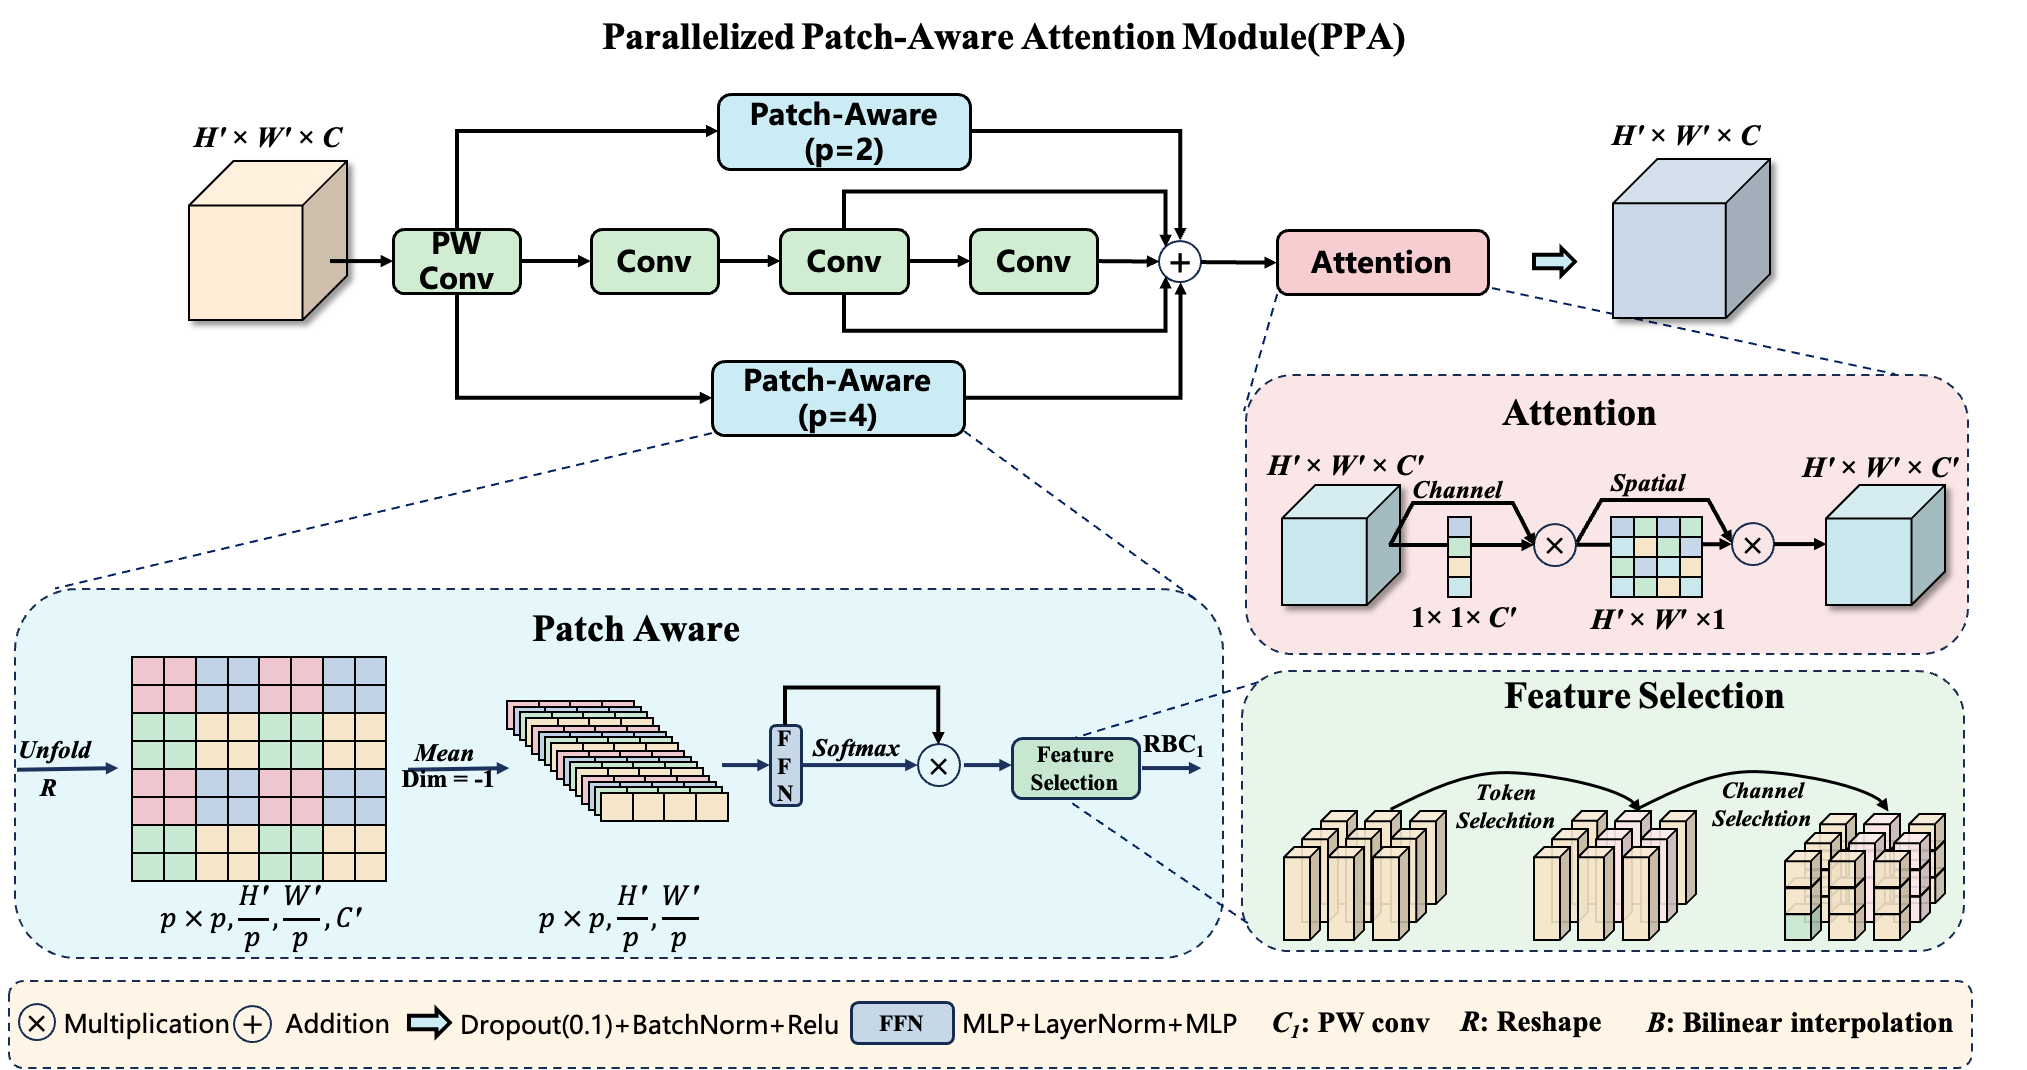 Parallelized Patch-Aware Attention Module(PPA)
H' × W' × C
Patch-Aware
(p=2)
H' × W' × C
PW
Conv
Conv
Conv
Conv
+
Attention
Patch-Aware
(p=4)
Attention
H' × W' × C'
Channel
Spatial
H' × W' × C'
×
×
1× 1× C'
H' × W' ×1
Patch Aware
Unfold
R
Mean
Dim = -1
F
F
N
Softmax
×
Feature
Selection
RBC₁
p × p, H'/p, W'/p, C'
p × p, H'/p, W'/p
Feature Selection
Token
Selechtion
Channel
Selechtion
× Multiplication + Addition Dropout(0.1)+BatchNorm+Relu FFN MLP+LayerNorm+MLP C₁: PW conv R: Reshape B: Bilinear interpolation